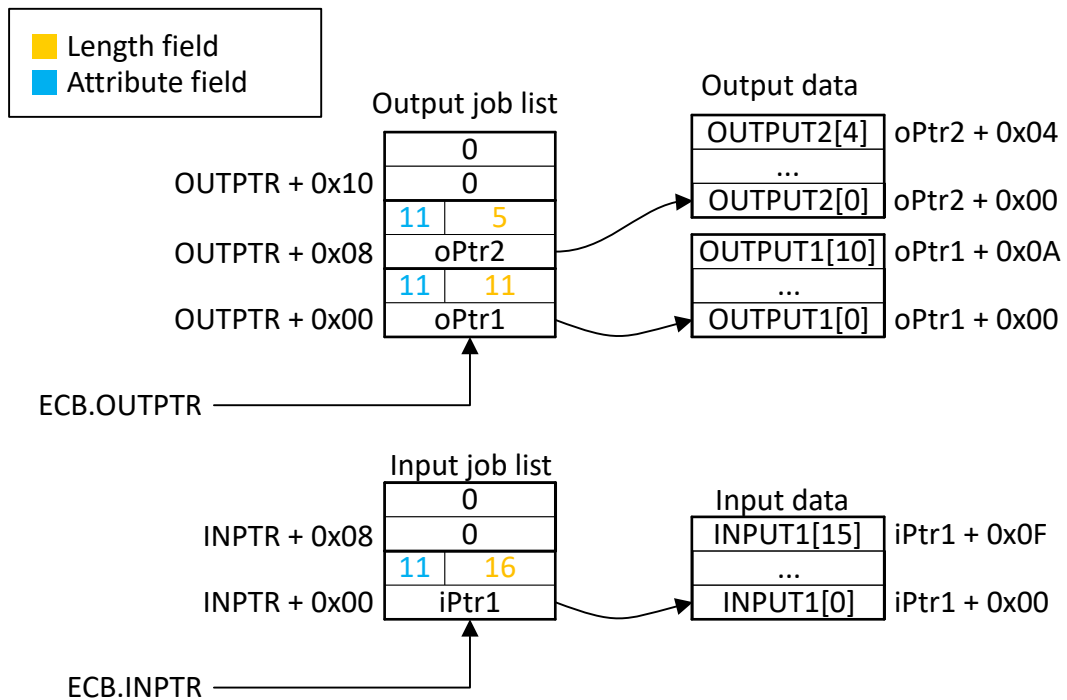 Length field
Attribute field
Output job list
0
OUTPTR + 0x10 0
11 5
OUTPTR + 0x08 oPtr2
11 11
OUTPTR + 0x00 oPtr1
ECB.OUTPTR
Output data
OUTPUT2[4] oPtr2 + 0x04
...
OUTPUT2[0] oPtr2 + 0x00
OUTPUT1[10] oPtr1 + 0x0A
...
OUTPUT1[0] oPtr1 + 0x00
Input job list
0
INPTR + 0x08 0
11 16
INPTR + 0x00 iPtr1
ECB.INPTR
Input data
INPUT1[15] iPtr1 + 0x0F
...
INPUT1[0] iPtr1 + 0x00